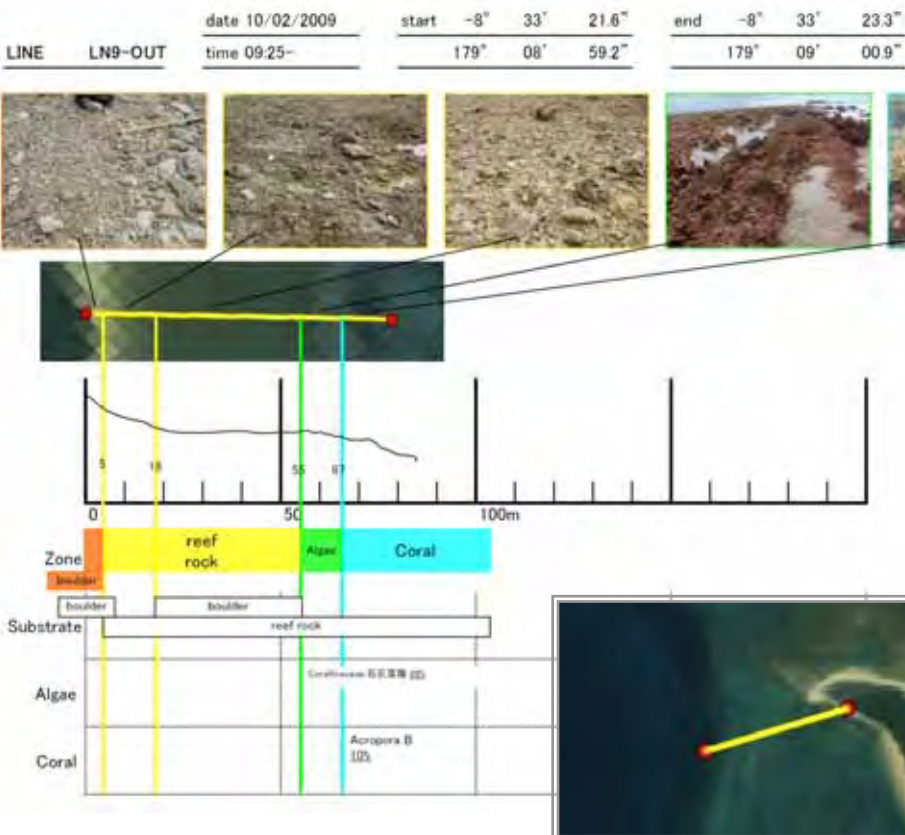 date 10/02/2009 start -8° 33' 21.6" end -8° 33' 23.3"
LINE LN9-OUT time 09:25- 179° 08' 59.2" 179° 09' 00.9"
5 18 55 67
0 50 100m
Zone reef rock Algae Coral
boulder
boulder boulder
Substrate reef rock
Algae
Coral Acropora B
10%